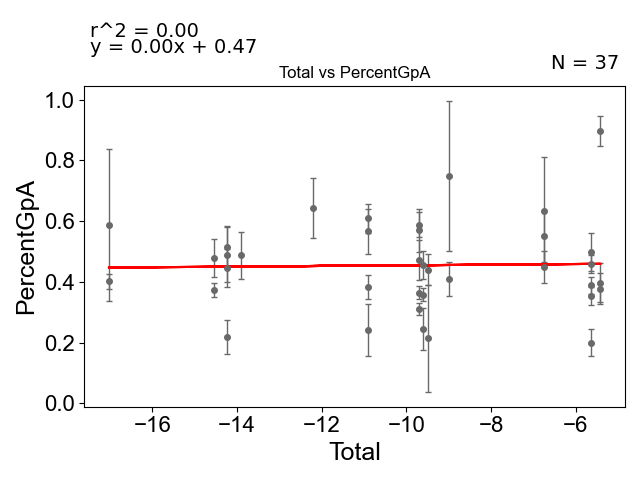 r^2 = 0.00
y = 0.00x + 0.47
N = 37
Total vs PercentGpA
PercentGpA
1.0
0.8
0.6
0.4
0.2
0.0
−16
−14
−12
−10
−8
−6
Total